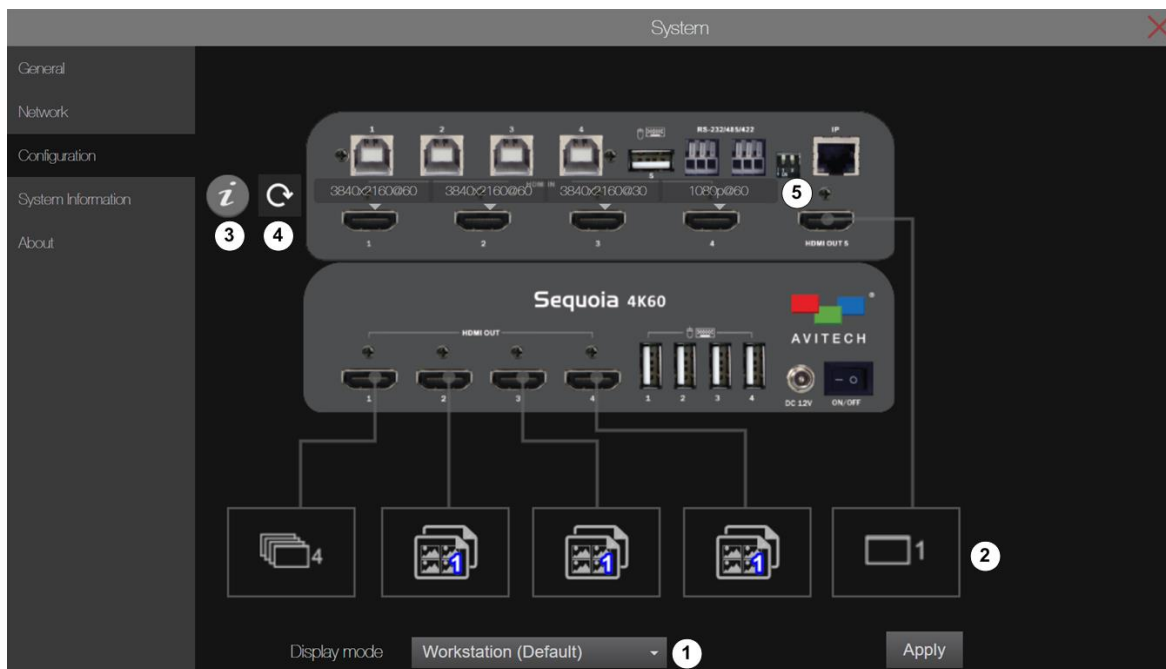 System
General
Network
Configuration
System Information
About
1 2 3 4 RS-232/485/422 IP
S
HDMI IN
3840x2160@60 3840x2160@60 3840x2160@30 1080p@60 5
3 4
1 2 3 4 HDMI OUT 5
Sequoia 4K60
HDMI OUT
AVITECH
1 2 3 4 1 2 3 4 DC 12V ON/OFF
4 1 1 1 1 2
Display mode Workstation (Default) 1 Apply